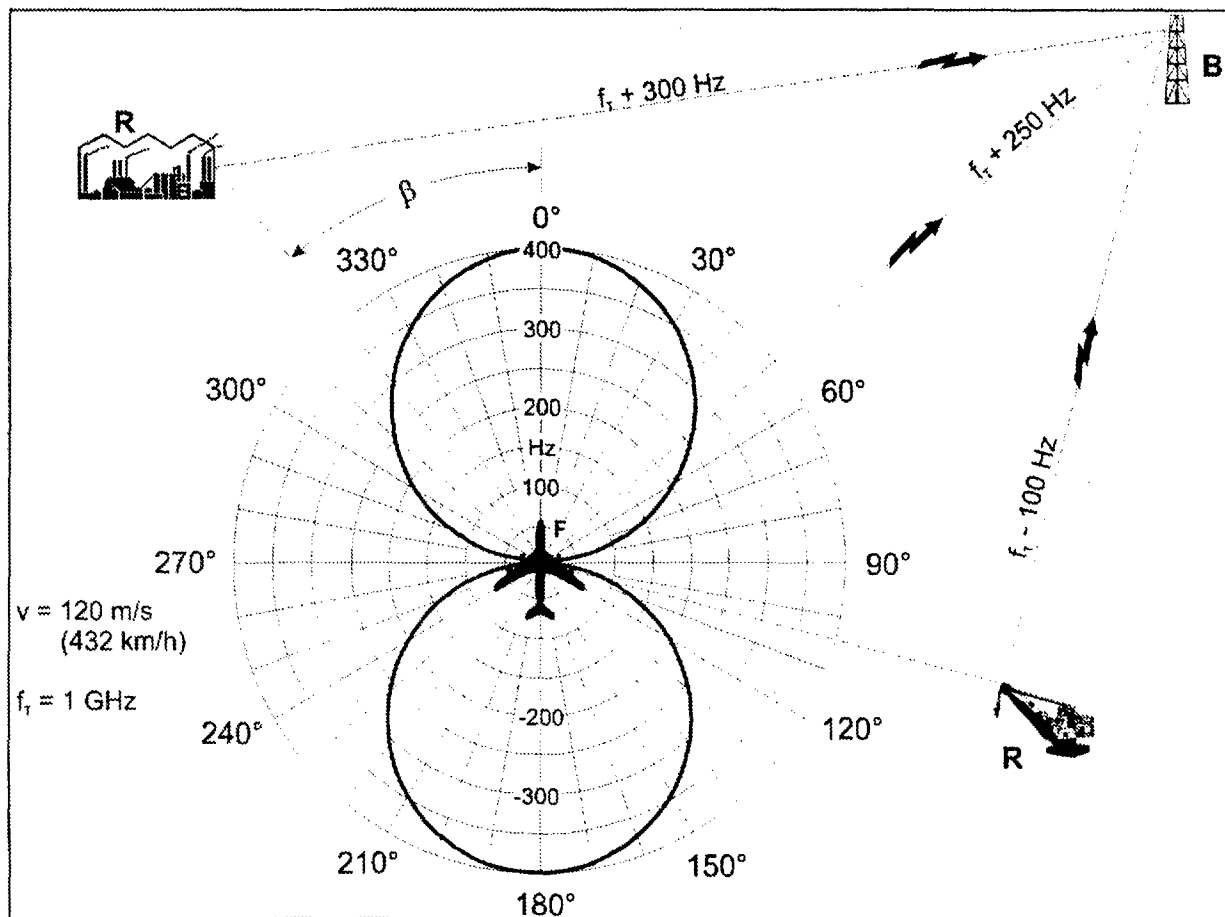 B
f_T + 300 Hz
R
f_T + 250 Hz
β
0°
400
330°
30°
300
300°
60°
200
Hz
100
F
f_T - 100 Hz
270°
90°
v = 120 m/s
(432 km/h)
f_T = 1 GHz
-200
240°
120°
R
-300
210°
150°
180°